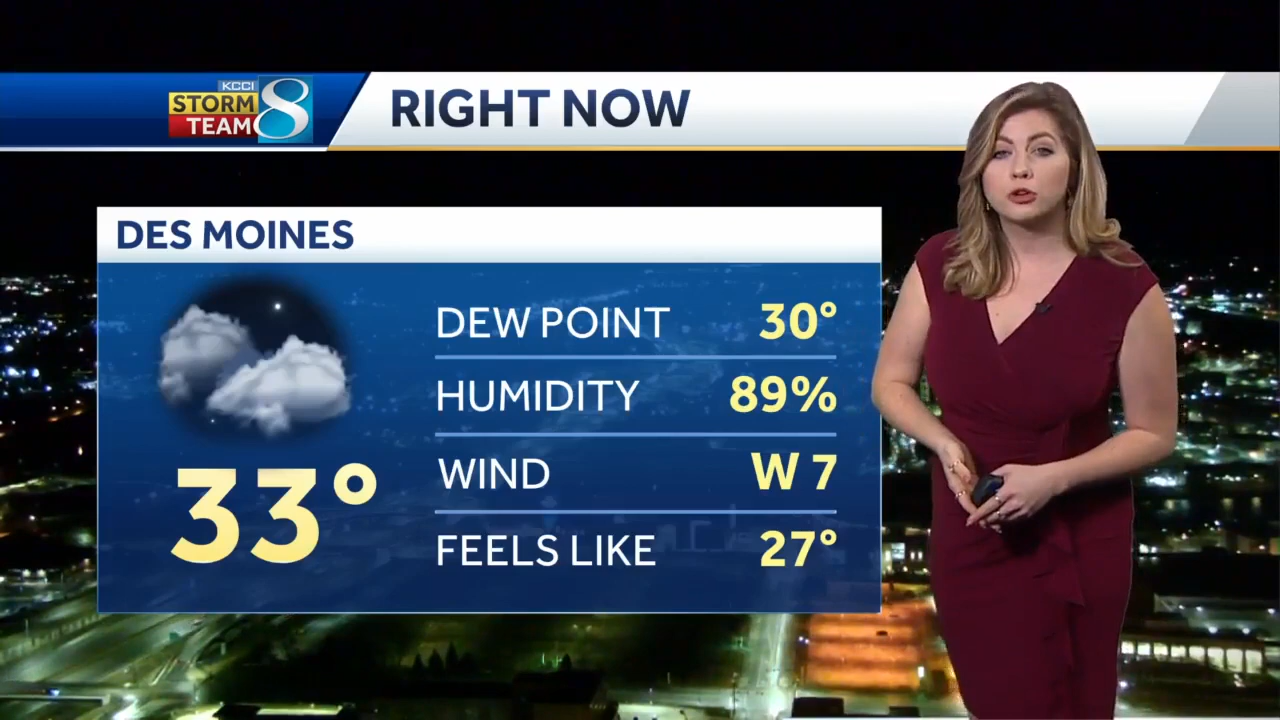 KCCI
STORM
TEAM 8
RIGHT NOW
DES MOINES
33°
DEW POINT 30°
HUMIDITY 89%
WIND W 7
FEELS LIKE 27°